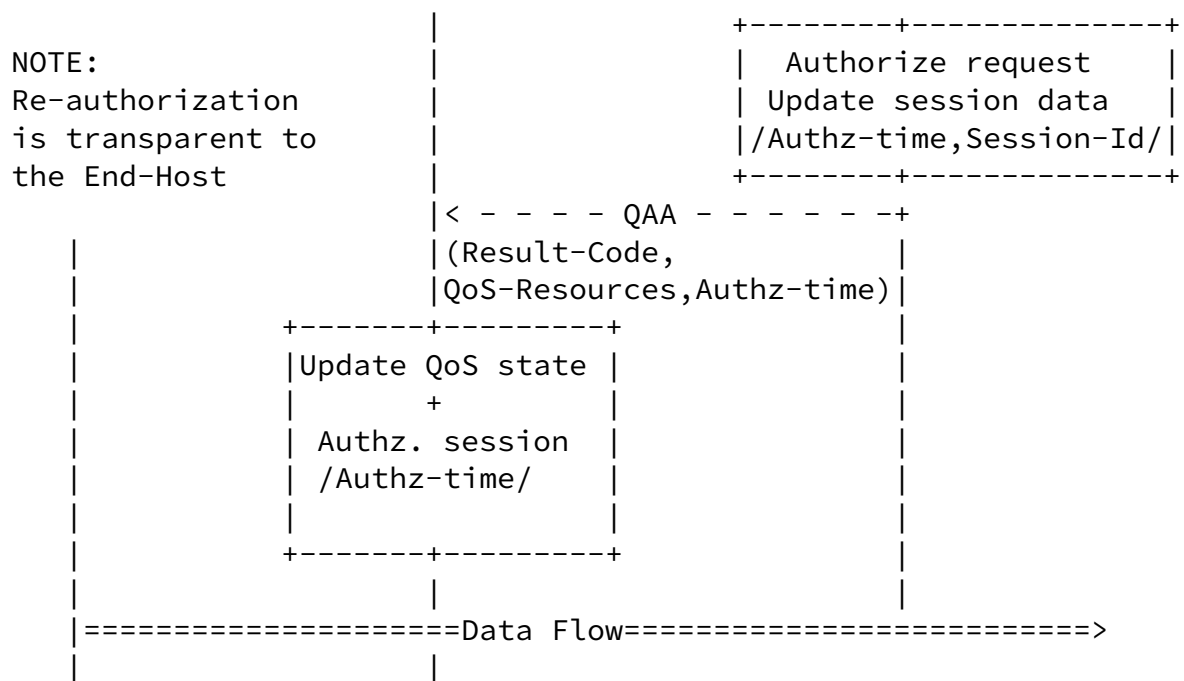 NOTE:
Re-authorization
is transparent to
the End-Host
Authorize request
Update session data
/Authz-time,Session-Id/
< - - - - QAA - - - - - -+
(Result-Code,
QoS-Resources,Authz-time)
Update QoS state
+
Authz. session
/Authz-time/
=====================Data Flow==========================>